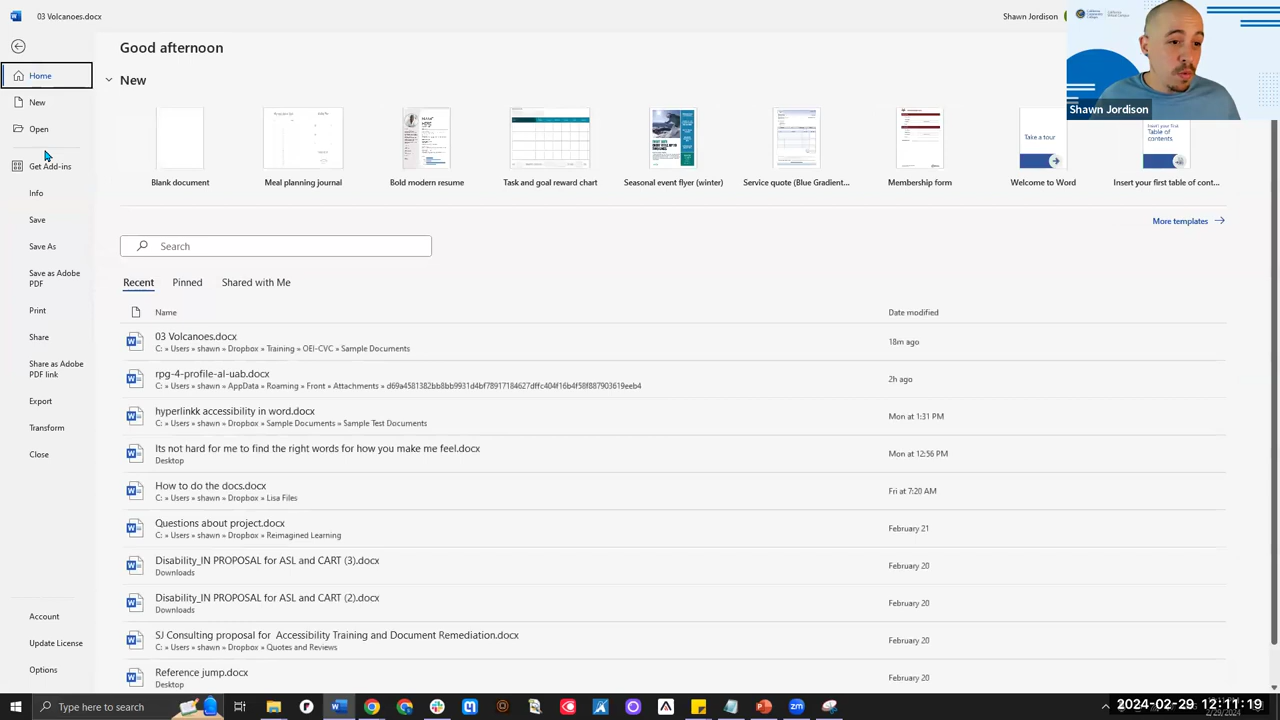 03 Volcanoes.docx
Shawn Jordison
Shawn Jordison
Good afternoon
Home
New
Open
Get Add-ins
Info
Save
Save As
Save as Adobe
PDF
Print
Share
Share as Adobe
PDF link
Export
Transform
Close
Account
Update License
Options
New
Take a tour
Insert your first
Table of
contents
Blank document
Meal planning journal
Bold modern resume
Task and goal reward chart
Seasonal event flyer (winter)
Service quote (Blue Gradient...
Membership form
Welcome to Word
Insert your first table of cont...
More templates
Search
Recent
Pinned
Shared with Me
Name
Date modified
03 Volcanoes.docx
C: » Users » shawn » Dropbox » Training » OEI-CVC » Sample Documents
18m ago
rpg-4-profile-al-uab.docx
C: » Users » shawn » AppData » Roaming » Front » Attachments » d69a4581382bb8bb9931d4bf78917184627dffc404f16b4f58f887903619eeb4
2h ago
hyperlinkk accessibility in word.docx
C: » Users » shawn » Dropbox » Sample Documents » Sample Test Documents
Mon at 1:31 PM
Its not hard for me to find the right words for how you make me feel.docx
Desktop
Mon at 12:56 PM
How to do the docs.docx
C: » Users » shawn » Dropbox » Lisa Files
Fri at 7:20 AM
Questions about project.docx
C: » Users » shawn » Dropbox » Reimagined Learning
February 21
Disability_IN PROPOSAL for ASL and CART (3).docx
Downloads
February 20
Disability_IN PROPOSAL for ASL and CART (2).docx
Downloads
February 20
SJ Consulting proposal for Accessibility Training and Document Remediation.docx
C: » Users » shawn » Dropbox » Quotes and Reviews
February 20
Reference jump.docx
Desktop
February 20
Type here to search
2024-02-29 12:11:19